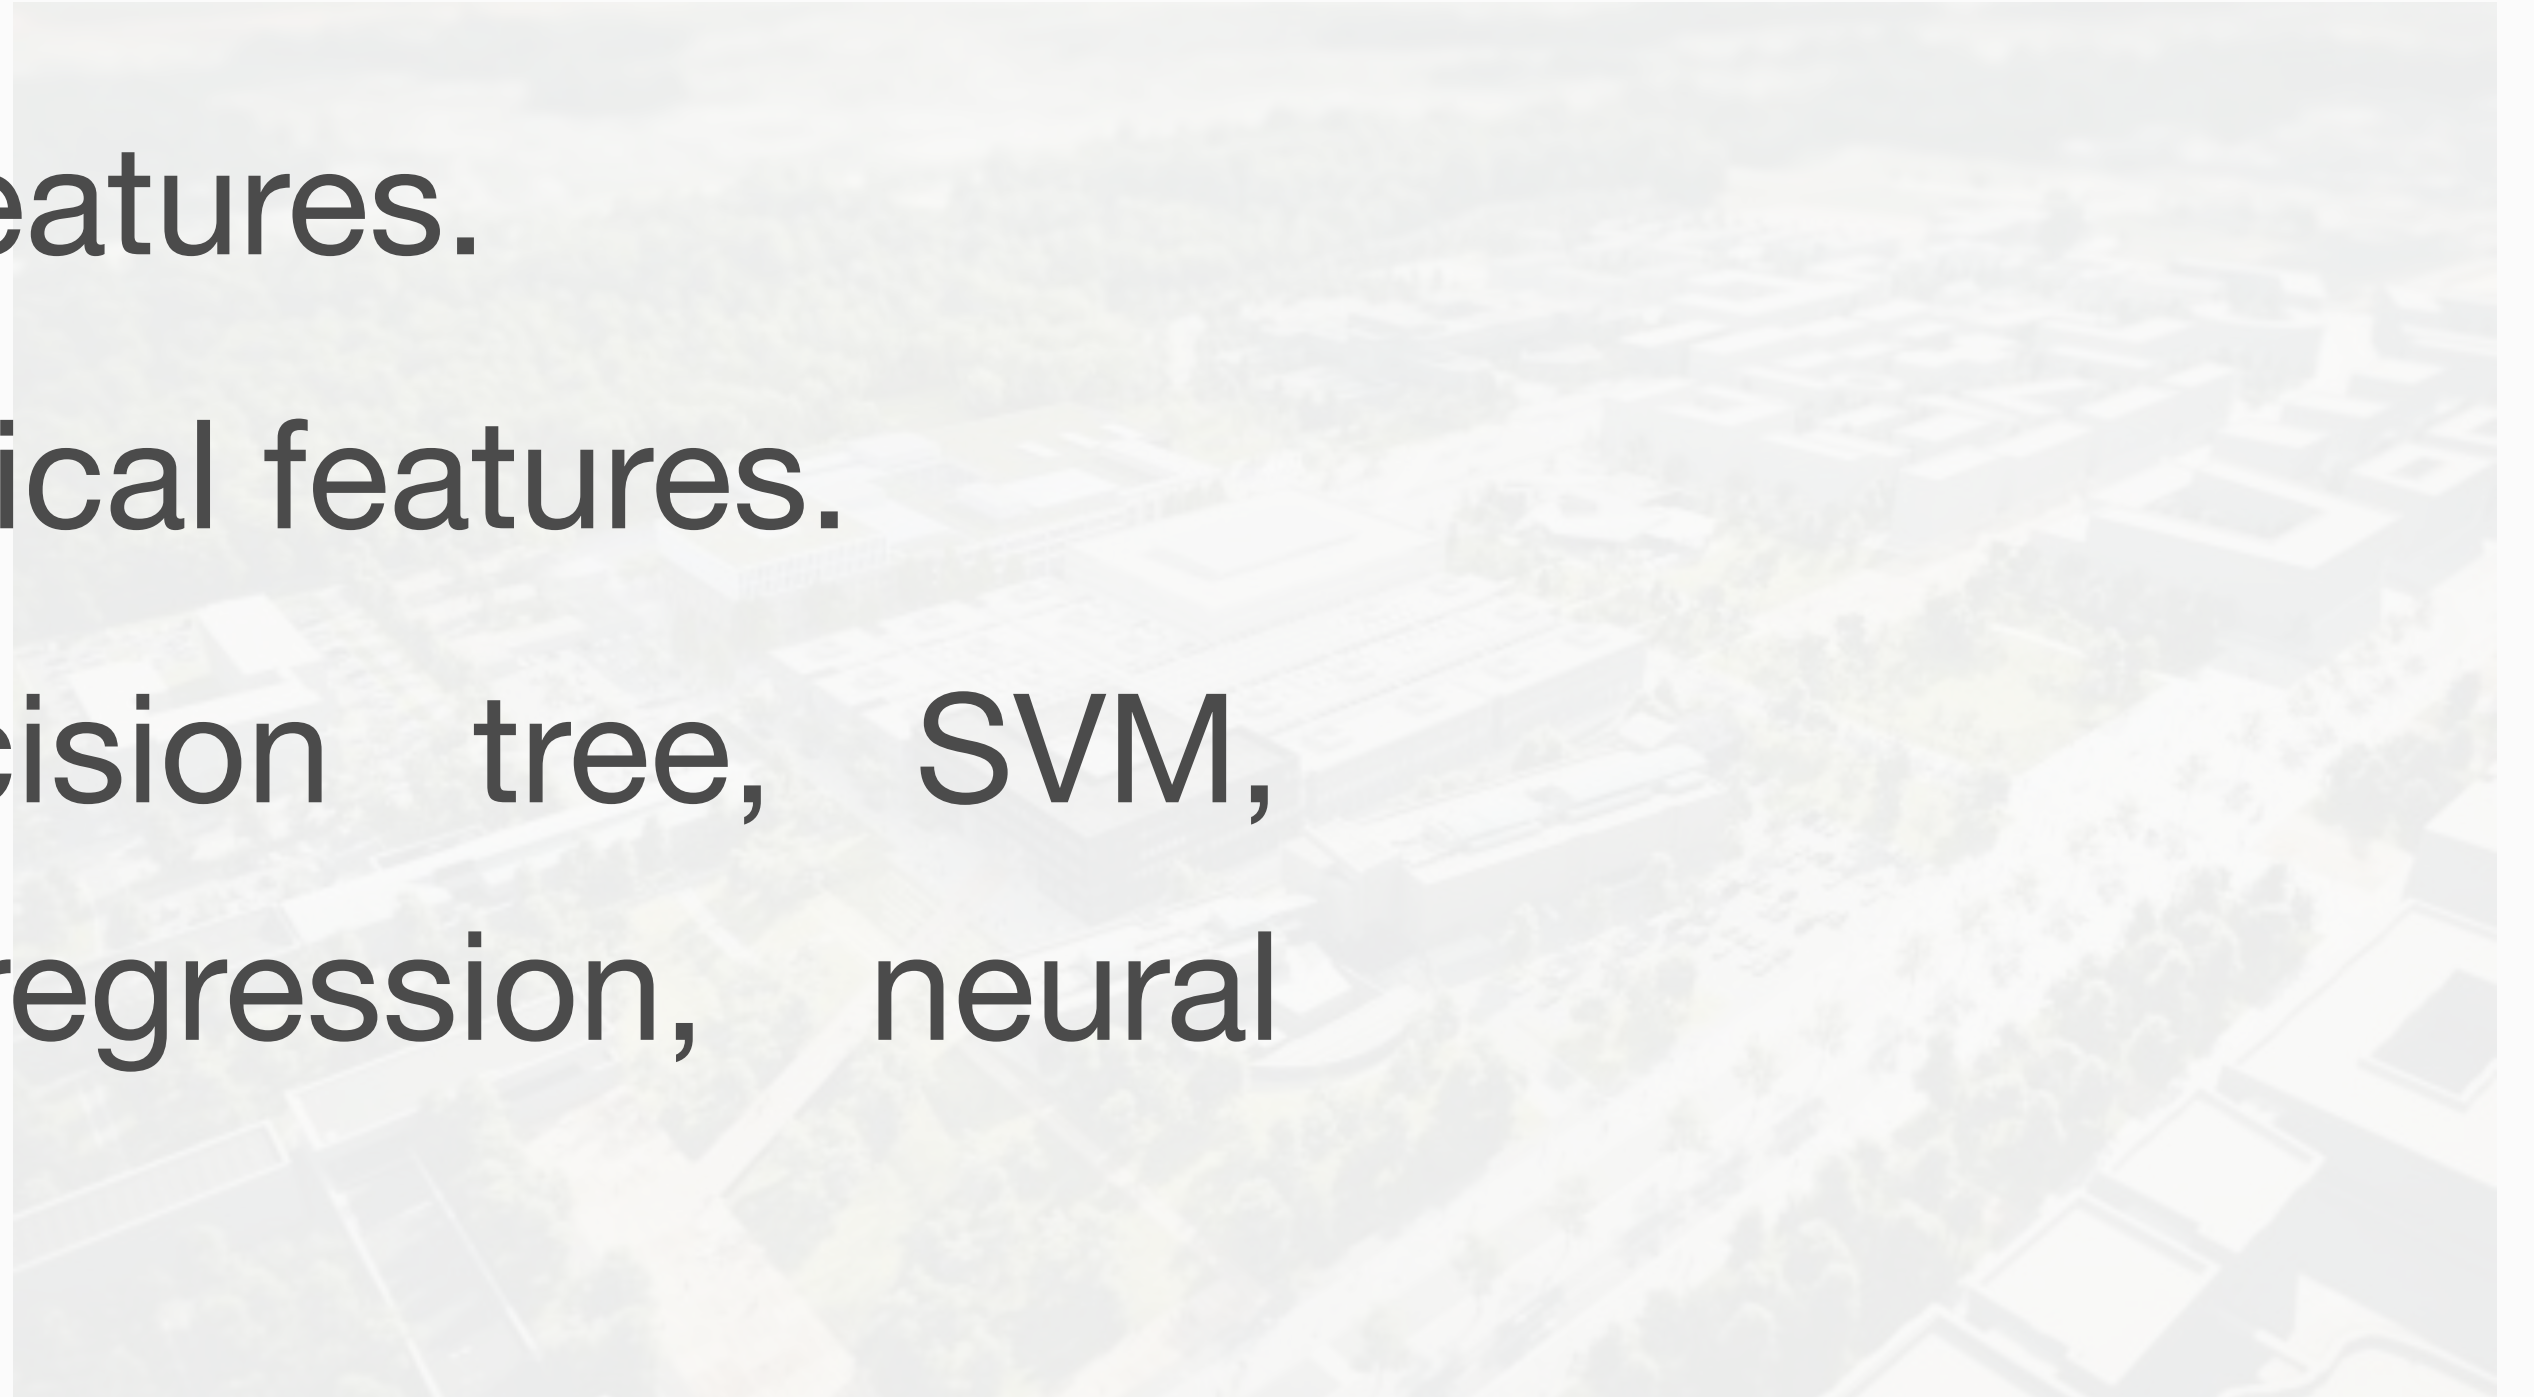 eatures.
ical features.
cision tree, SVM,
regression, neural